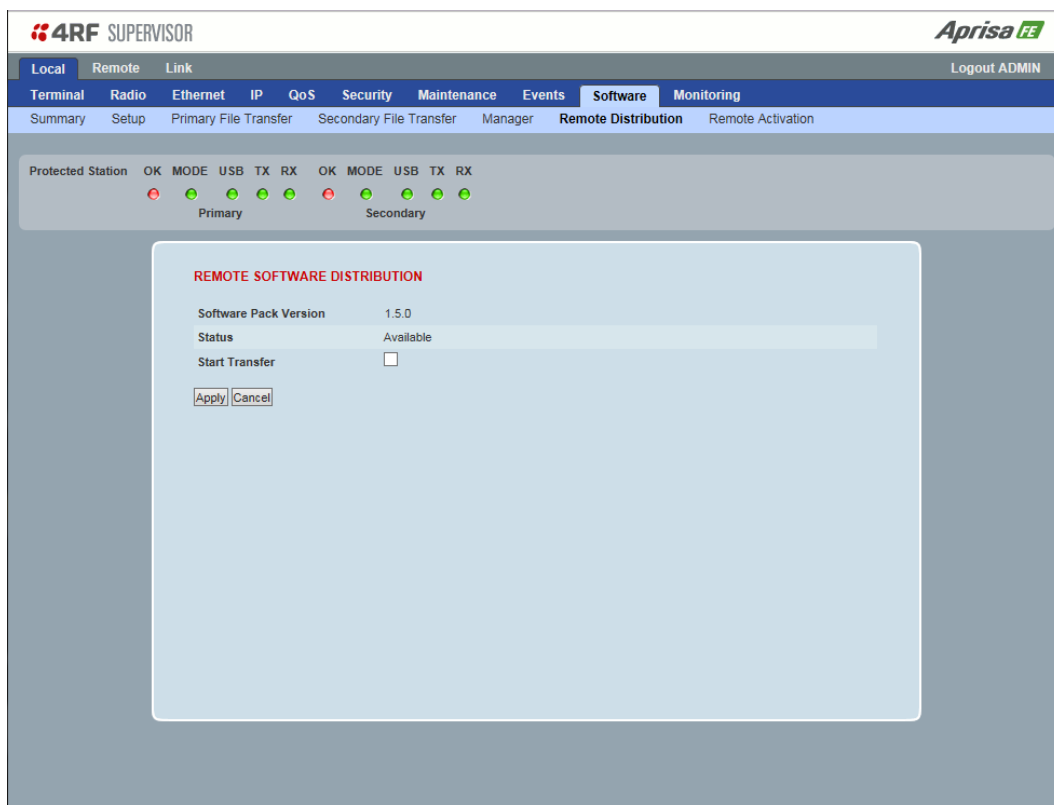 4RF SUPERVISOR
Aprisa FE
Local Remote Link Logout ADMIN
Terminal Radio Ethernet IP QoS Security Maintenance Events Software Monitoring
Summary Setup Primary File Transfer Secondary File Transfer Manager Remote Distribution Remote Activation
Protected Station OK MODE USB TX RX OK MODE USB TX RX
Primary Secondary
REMOTE SOFTWARE DISTRIBUTION
Software Pack Version 1.5.0
Status Available
Start Transfer
Apply Cancel